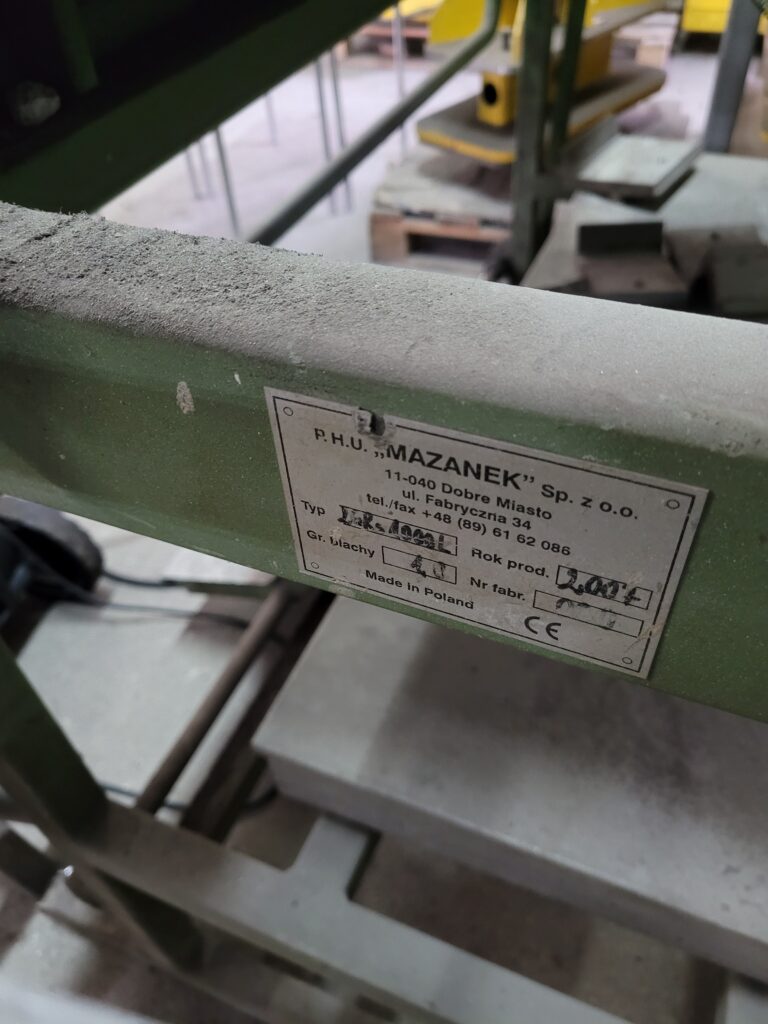 P.H.U. „MAZANEK” Sp. z o.o.
11-040 Dobre Miasto
ul. Fabryczna 34
tel./fax +48 (89) 61 62 086
Typ Rok prod. 2007
Gr. blachy Nr fabr.
Made in Poland
CE